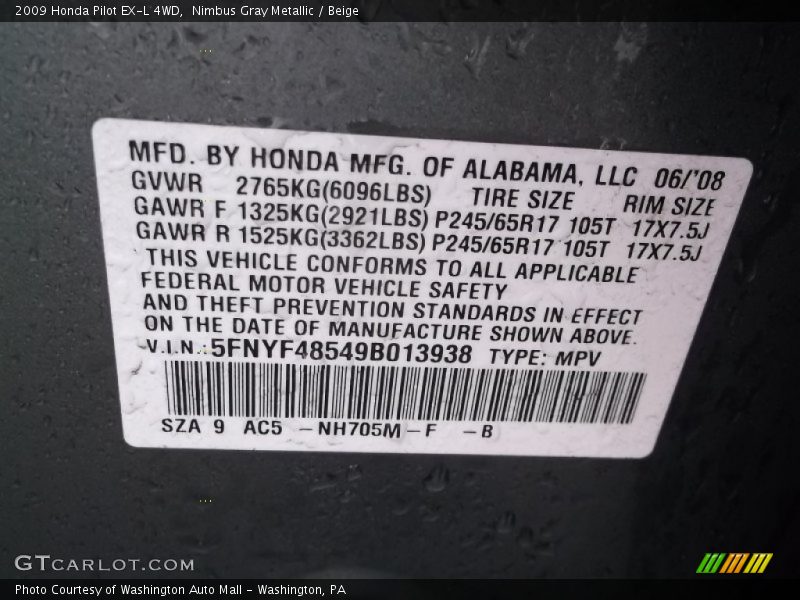 2009 Honda Pilot EX-L 4WD,  Nimbus Gray Metallic / Beige
MFD. BY HONDA MFG. OF ALABAMA, LLC 06/'08
GVWR 2765KG(6096LBS) TIRE SIZE RIM SIZE
GAWR F 1325KG(2921LBS) P245/65R17 105T 17X7.5J
GAWR R 1525KG(3362LBS) P245/65R17 105T 17X7.5J
THIS VEHICLE CONFORMS TO ALL APPLICABLE
FEDERAL MOTOR VEHICLE SAFETY
AND THEFT PREVENTION STANDARDS IN EFFECT
ON THE DATE OF MANUFACTURE SHOWN ABOVE.
V.I.N.: 5FNYF48549B013938 TYPE: MPV
SZA 9 AC5 -NH705M-F -B
GTCARLOT.COM
Photo Courtesy of Washington Auto Mall - Washington, PA